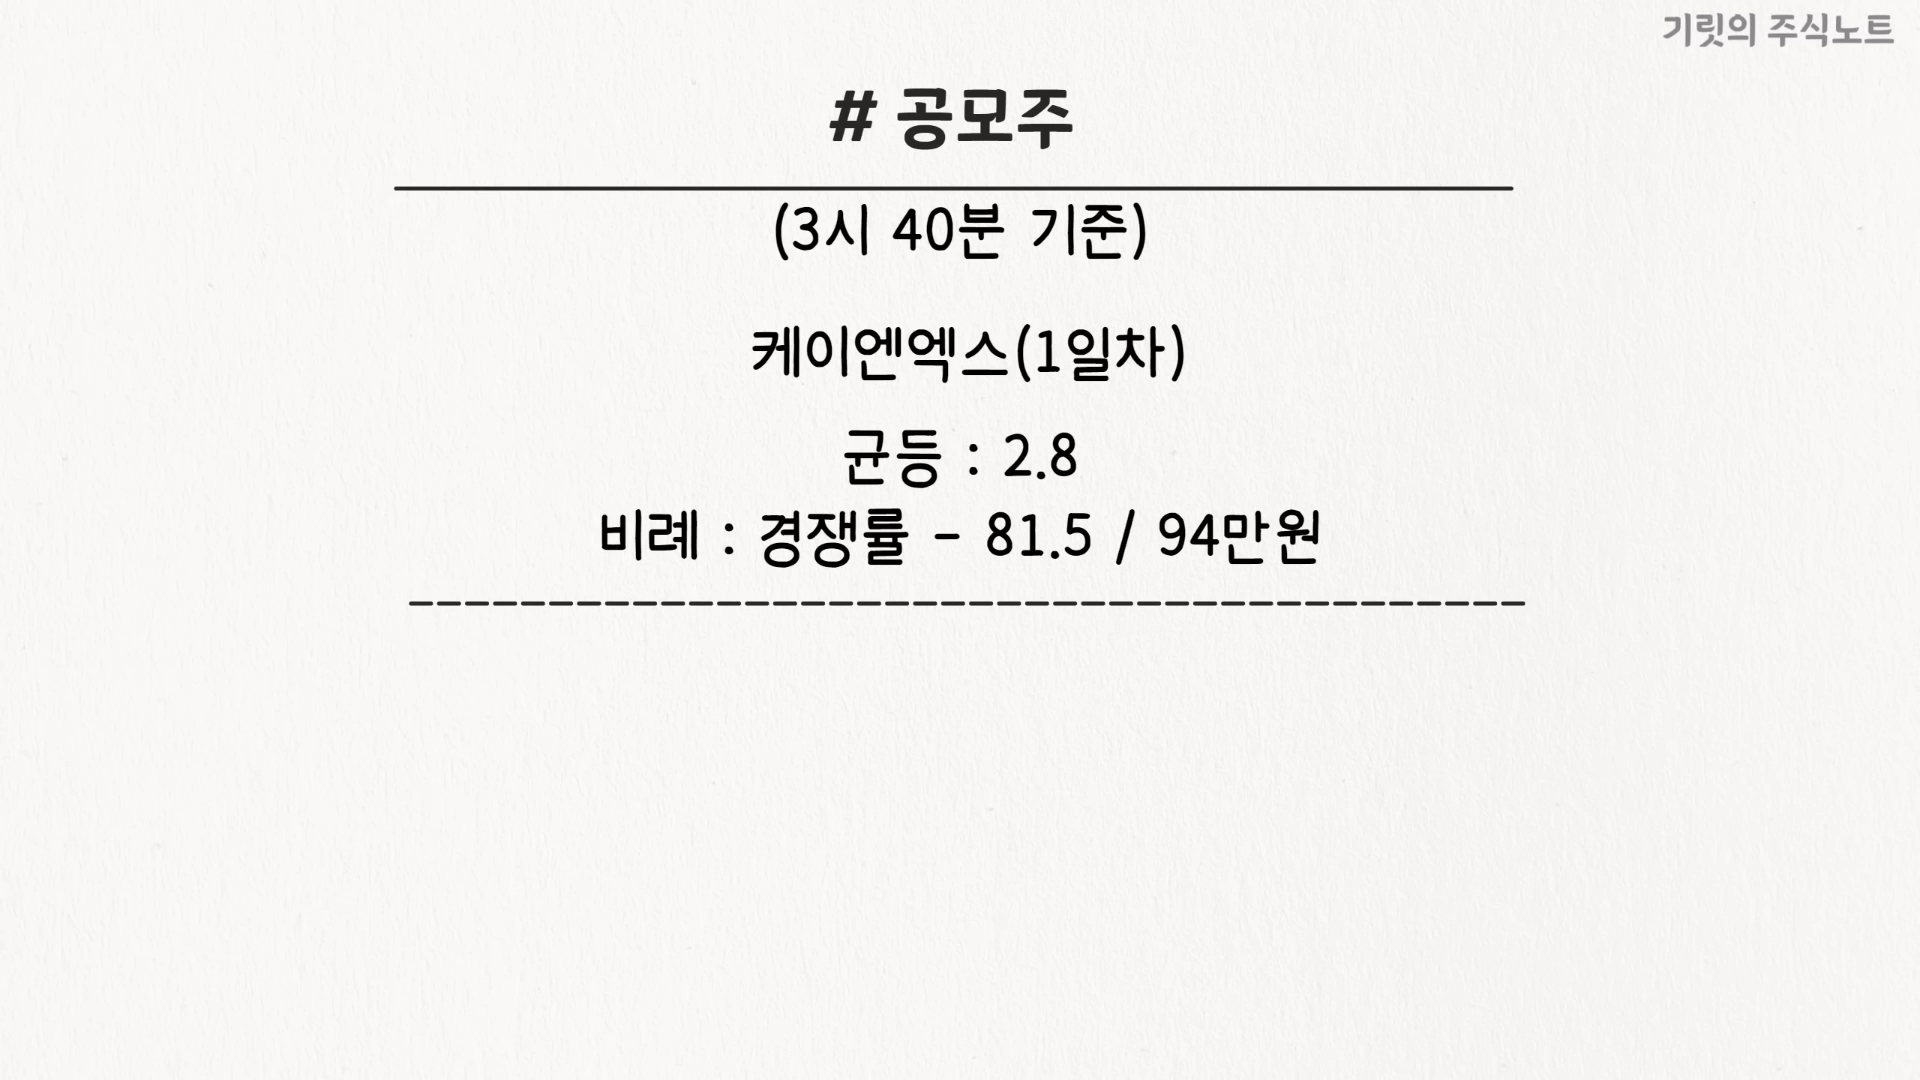 기릿의 주식노트
# 공모주
(3시 40분 기준)
케이엔엑스(1일차)
균등 : 2.8
비례 : 경쟁률 - 81.5 / 94만원